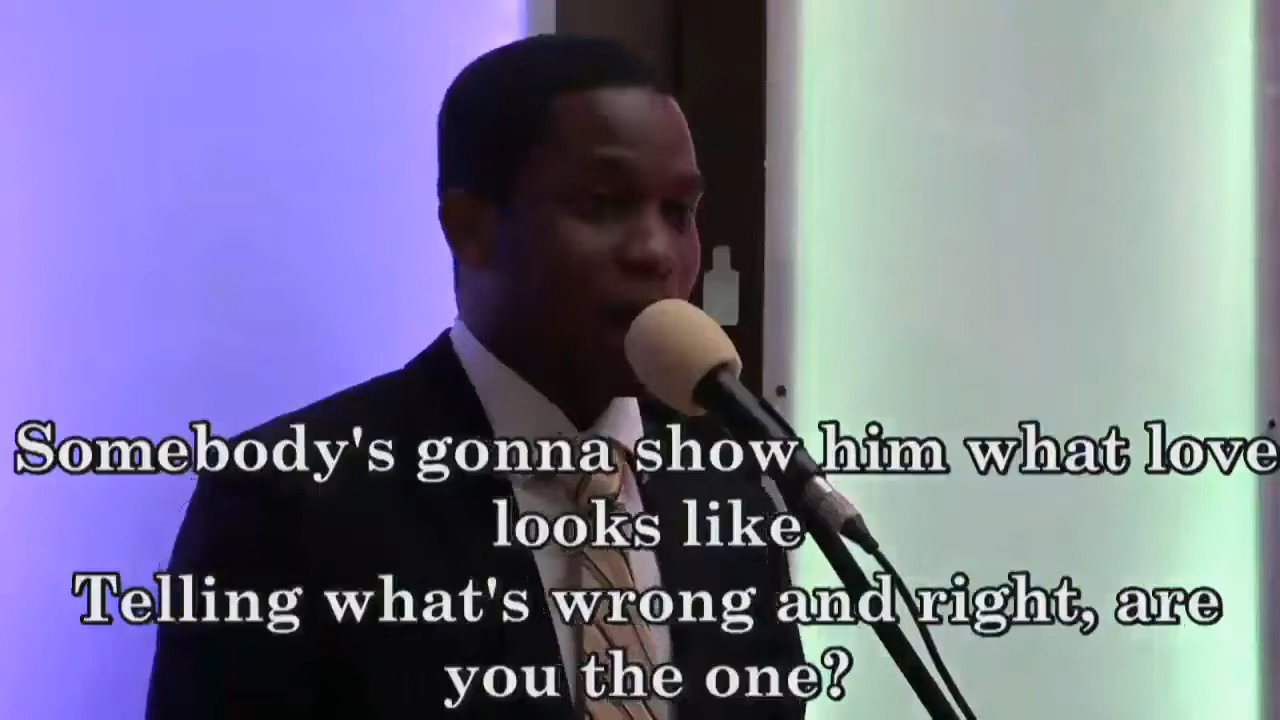 Somebody's gonna show him what love
looks like
Telling what's wrong and right, are
you the one?